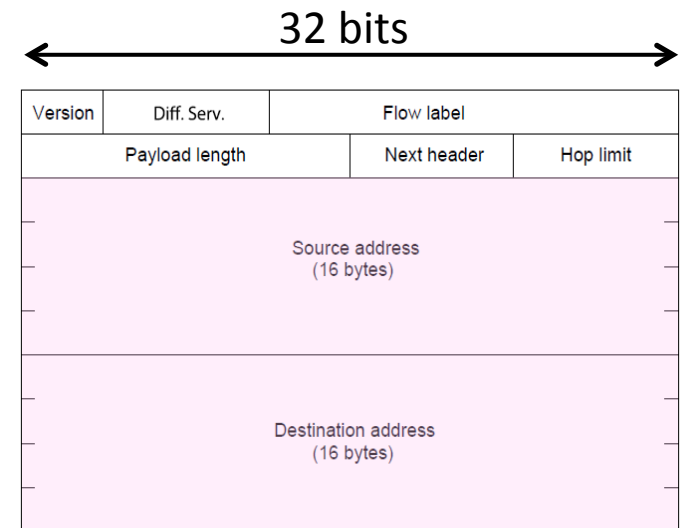 32 bits
Version Diff. Serv. Flow label
Payload length Next header Hop limit
Source address
(16 bytes)
Destination address
(16 bytes)